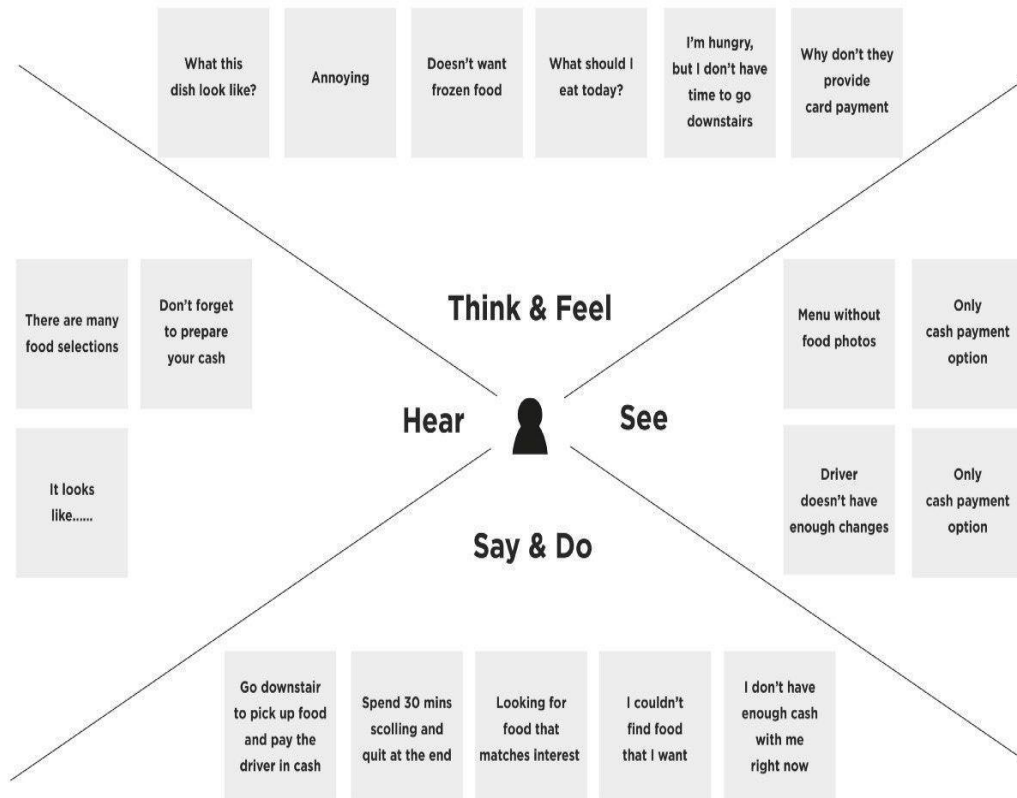 What this
dish look like?
Annoying
Doesn't want
frozen food
What should I
eat today?
I'm hungry,
but I don't have
time to go
downstairs
Why don't they
provide
card payment
Think & Feel
There are many
food selections
Don't forget
to prepare
your cash
It looks
like......
Hear
See
Menu without
food photos
Only
cash payment
option
Driver
doesn't have
enough changes
Only
cash payment
option
Say & Do
Go downstair
to pick up food
and pay the
driver in cash
Spend 30 mins
scolling and
quit at the end
Looking for
food that
matches interest
I couldn't
find food
that I want
I don't have
enough cash
with me
right now